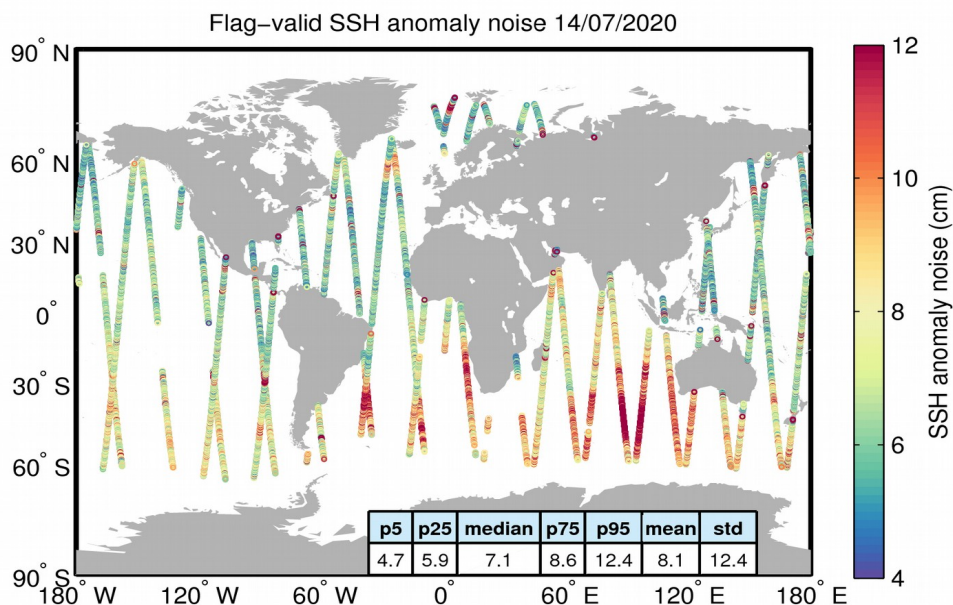 Flag−valid SSH anomaly noise 14/07/2020
90° N
60° N
30° N
0°
30° S
60° S
90° S
180° W
120° W
60° W
0°
60° E
120° E
180° E
12
10
8
6
4
SSH anomaly noise (cm)
p5 p25 median p75 p95 mean std
4.7 5.9 7.1 8.6 12.4 8.1 12.4